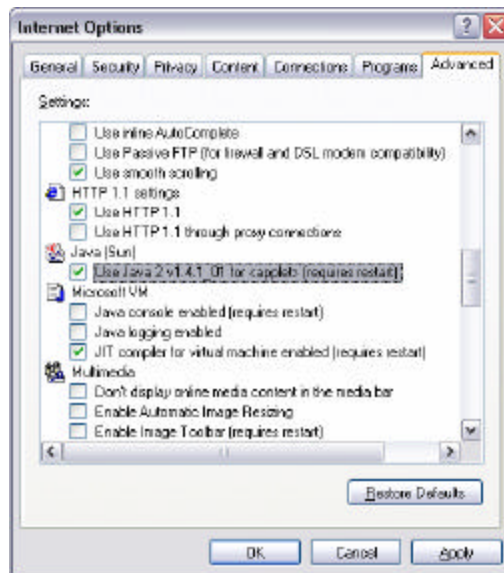 Internet Options
General Security Privacy Content Connections Programs Advanced
Settings:
Use inline AutoComplete
Use Passive FTP (for firewall and DSL modem compatibility)
Use smooth scrolling
HTTP 1.1 settings
Use HTTP 1.1
Use HTTP 1.1 through proxy connections
Java (Sun)
Use Java 2 v1.4.1_01 for <applet> (requires restart)
Microsoft VM
Java console enabled (requires restart)
Java logging enabled
JIT compiler for virtual machine enabled (requires restart)
Multimedia
Don't display online media content in the media bar
Enable Automatic Image Resizing
Enable Image Toolbar (requires restart)
Restore Defaults
OK Cancel Apply